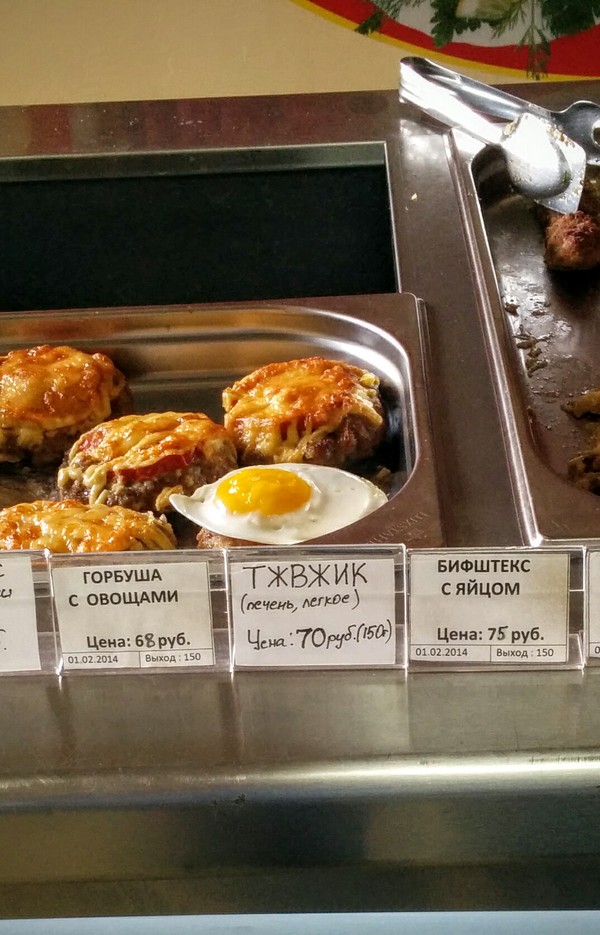 ГОРБУША
С ОВОЩАМИ
Цена: 68 руб.
01.02.2014 Выход : 150
ТЖВЖИК
(печень, легкое)
Цена: 70 руб. (150г)
БИФШТЕКС
С ЯЙЦОМ
Цена: 75 руб.
01.02.2014 Выход : 150